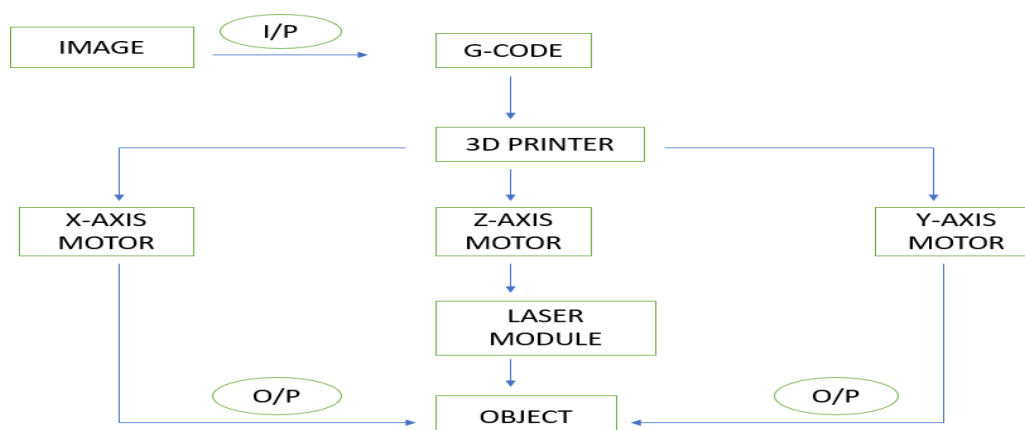 IMAGE
I/P
G-CODE
3D PRINTER
X-AXIS
MOTOR
Z-AXIS
MOTOR
Y-AXIS
MOTOR
LASER
MODULE
O/P
O/P
OBJECT